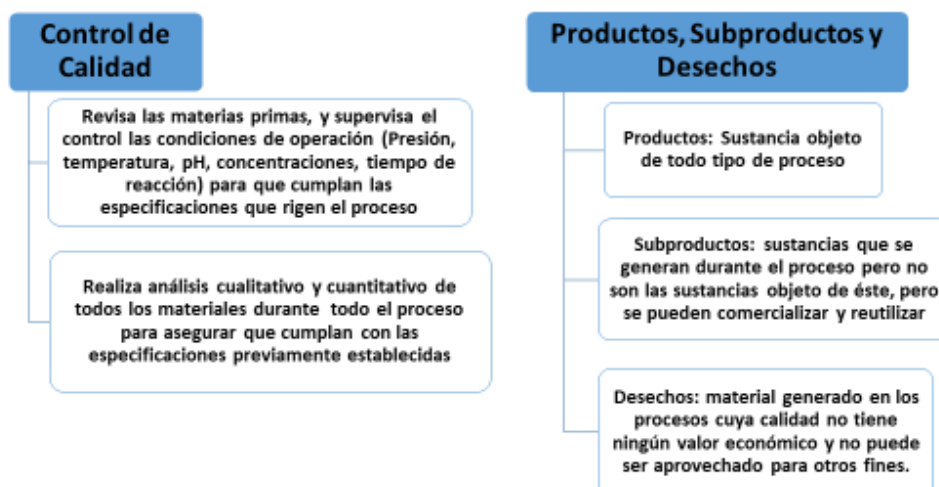 Control de
Calidad
Revisa las materias primas, y supervisa el
control las condiciones de operación (Presión,
temperatura, pH, concentraciones, tiempo de
reacción) para que cumplan las
especificaciones que rigen el proceso
Realiza análisis cualitativo y cuantitativo de
todos los materiales durante todo el proceso
para asegurar que cumplan con las
especificaciones previamente establecidas
Productos, Subproductos y
Desechos
Productos: Sustancia objeto
de todo tipo de proceso
Subproductos: sustancias que se
generan durante el proceso pero no
son las sustancias objeto de éste, pero
se pueden comercializar y reutilizar
Desechos: material generado en los
procesos cuya calidad no tiene
ningún valor económico y no puede
ser aprovechado para otros fines.